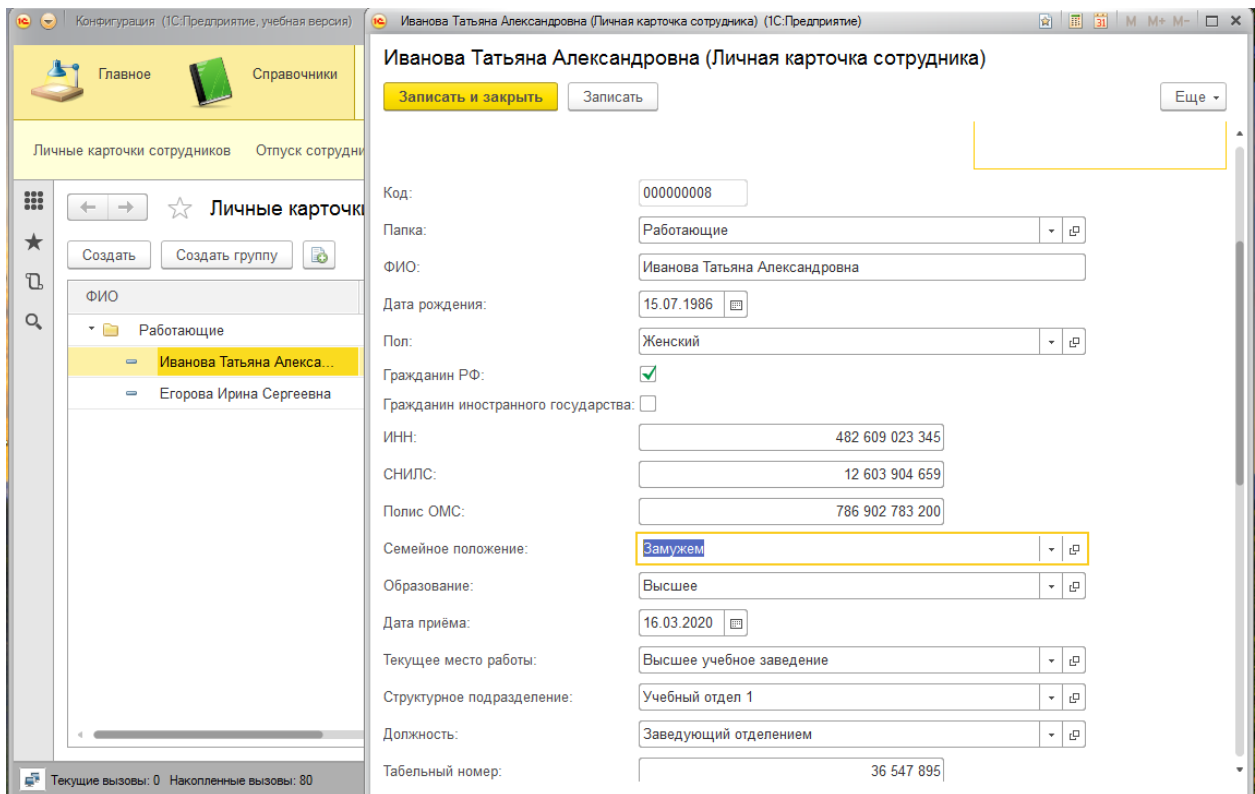 Конфигурация (1С:Предприятие, учебная версия)
Главное
Справочники
Личные карточки сотрудников
Отпуск сотрудни
Личные карточки
Создать
Создать группу
ФИО
Работающие
Иванова Татьяна Алекса...
Егорова Ирина Сергеевна
Текущие вызовы: 0 Накопленные вызовы: 80
Иванова Татьяна Александровна (Личная карточка сотрудника) (1С:Предприятие)
31
M M+ M-
Иванова Татьяна Александровна (Личная карточка сотрудника)
Записать и закрыть
Записать
Еще
Код: 000000008
Папка: Работающие
ФИО: Иванова Татьяна Александровна
Дата рождения: 15.07.1986
Пол: Женский
Гражданин РФ:
Гражданин иностранного государства:
ИНН: 482 609 023 345
СНИЛС: 12 603 904 659
Полис ОМС: 786 902 783 200
Семейное положение: Замужем
Образование: Высшее
Дата приёма: 16.03.2020
Текущее место работы: Высшее учебное заведение
Структурное подразделение: Учебный отдел 1
Должность: Заведующий отделением
Табельный номер: 36 547 895